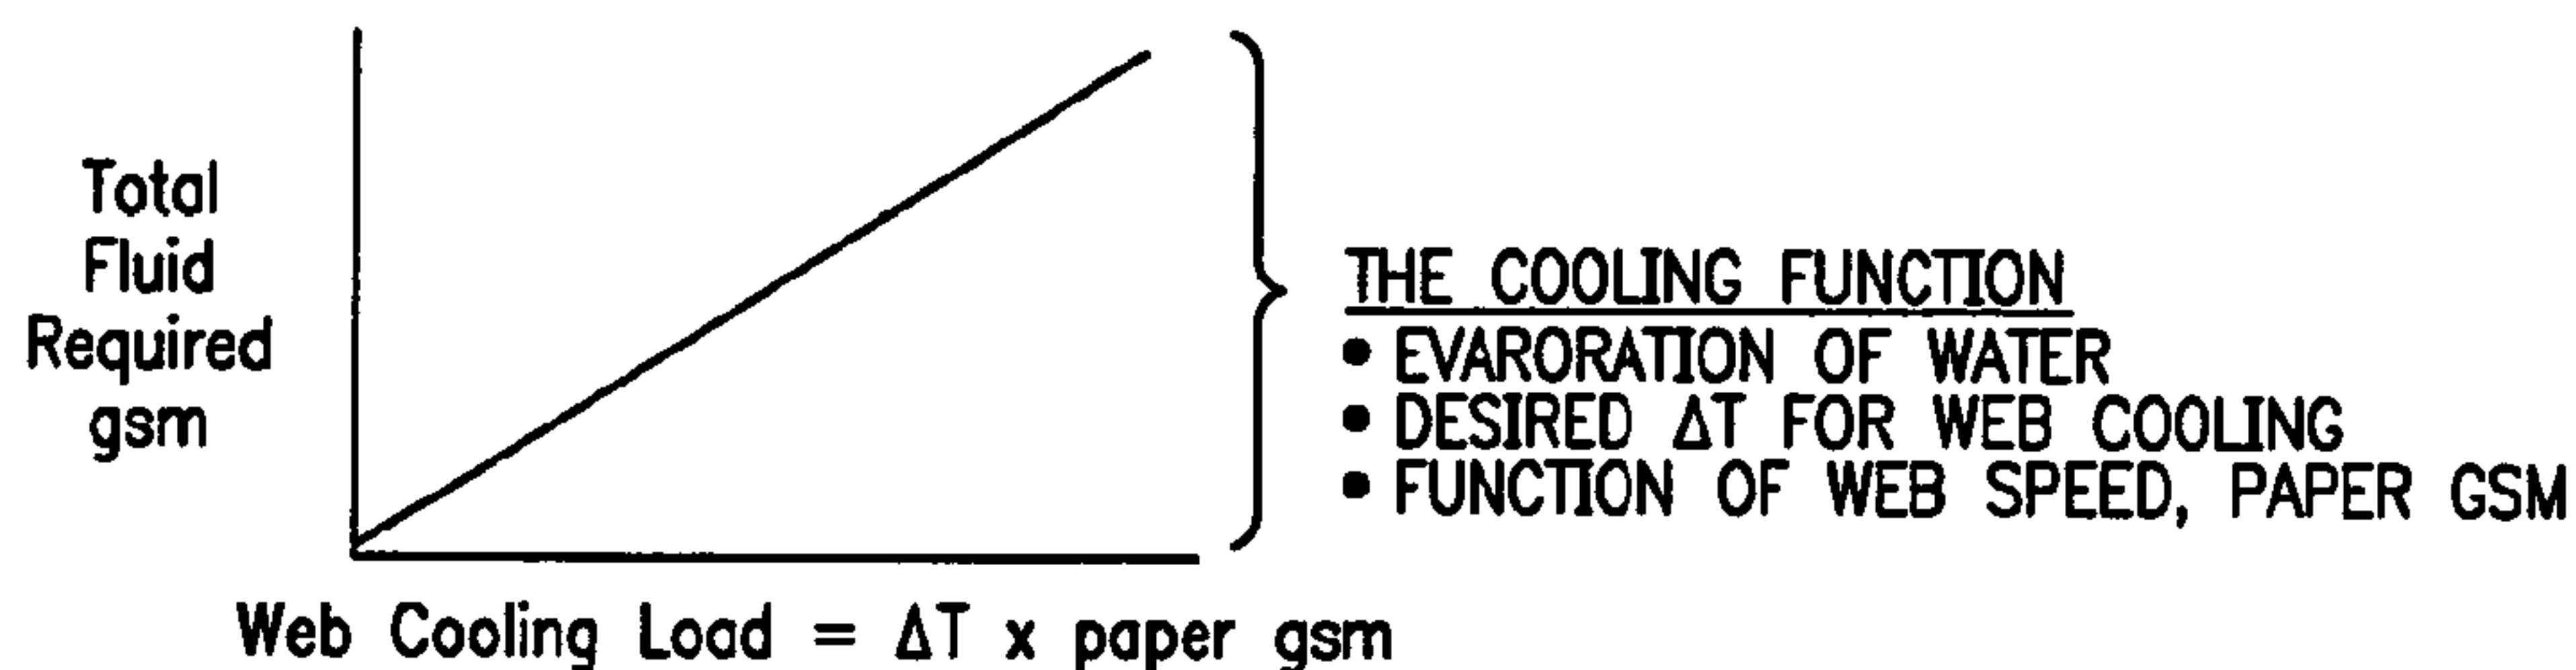 Total
Fluid
Required
gsm
THE COOLING FUNCTION
• EVARORATION OF WATER
• DESIRED ΔT FOR WEB COOLING
• FUNCTION OF WEB SPEED, PAPER GSM
Web Cooling Load = ΔT x paper gsm